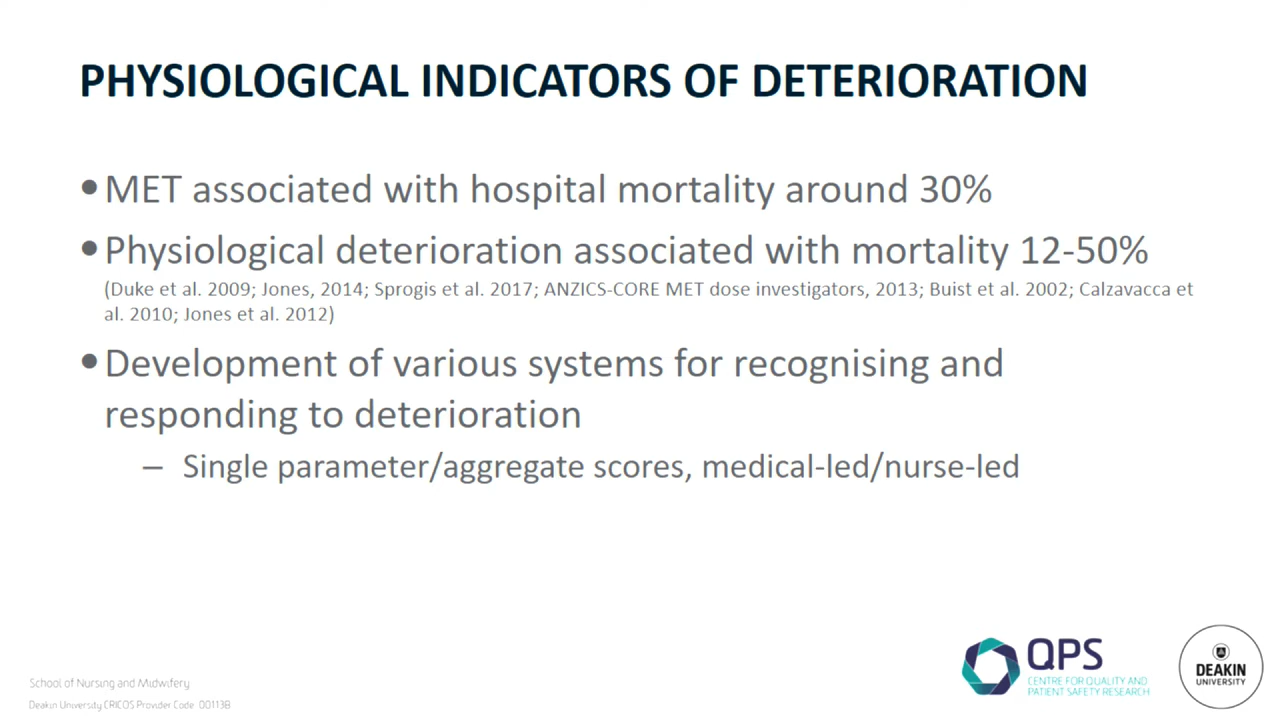 PHYSIOLOGICAL INDICATORS OF DETERIORATION
•MET associated with hospital mortality around 30%
•Physiological deterioration associated with mortality 12-50%
(Duke et al. 2009; Jones, 2014; Sprogis et al. 2017; ANZICS-CORE MET dose investigators, 2013; Buist et al. 2002; Calzavacca et
al. 2010; Jones et al. 2012)
•Development of various systems for recognising and
responding to deterioration
– Single parameter/aggregate scores, medical-led/nurse-led
School of Nursing and Midwifery
Deakin University CRICOS Provider Code: 00113B
QPS
CENTRE FOR QUALITY AND
PATIENT SAFETY RESEARCH
DEAKIN
UNIVERSITY